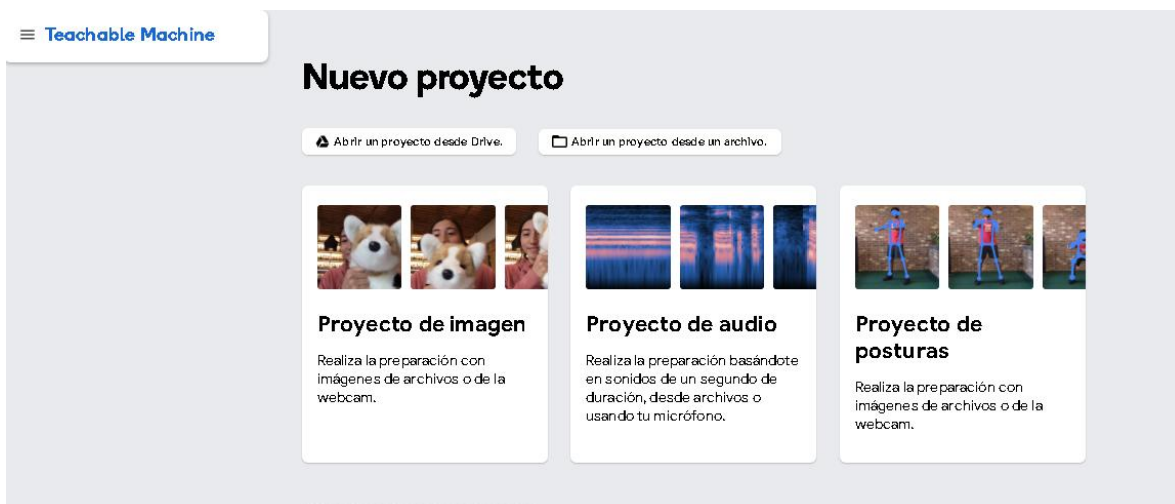 Teachable Machine
Nuevo proyecto
Abrir un proyecto desde Drive.
Abrir un proyecto desde un archivo.
Proyecto de imagen
Realiza la preparación con
imágenes de archivos o de la
webcam.
Proyecto de audio
Realiza la preparación basándote
en sonidos de un segundo de
duración, desde archivos o
usando tu micrófono.
Proyecto de
posturas
Realiza la preparación con
imágenes de archivos o de la
webcam.